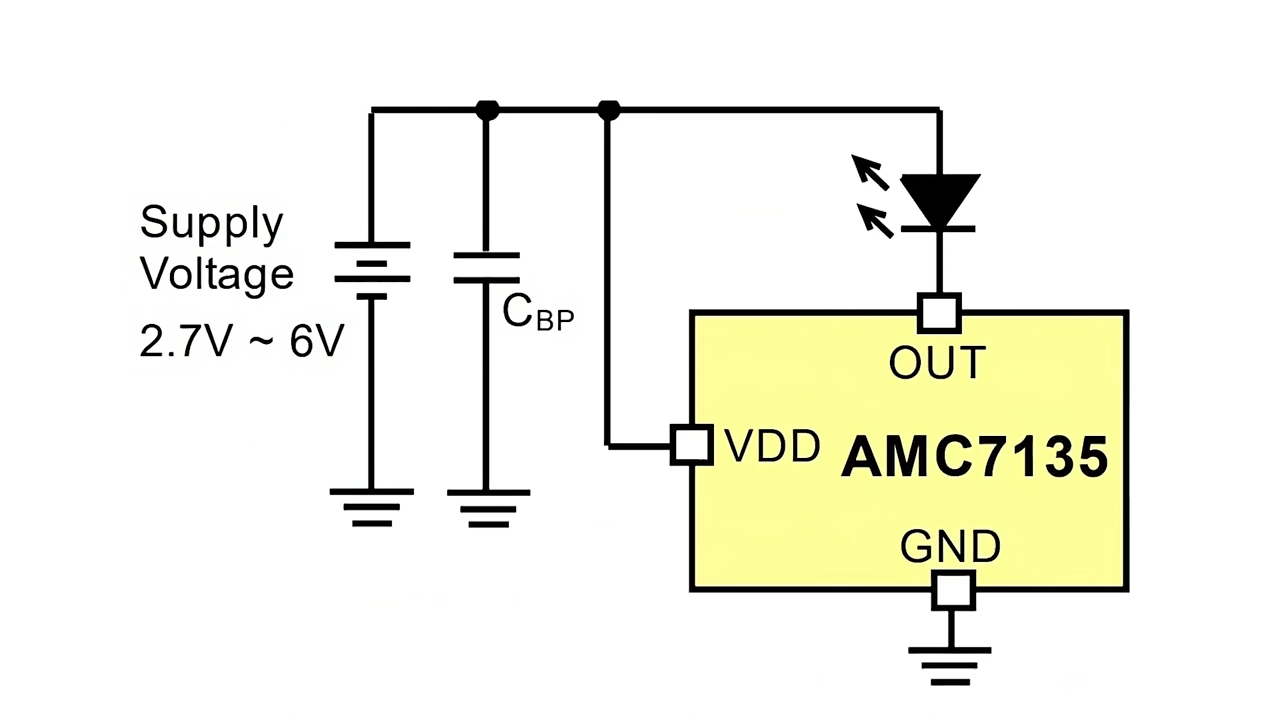 Supply
Voltage
2.7V ~ 6V
CBP
OUT
VDD
AMC7135
GND